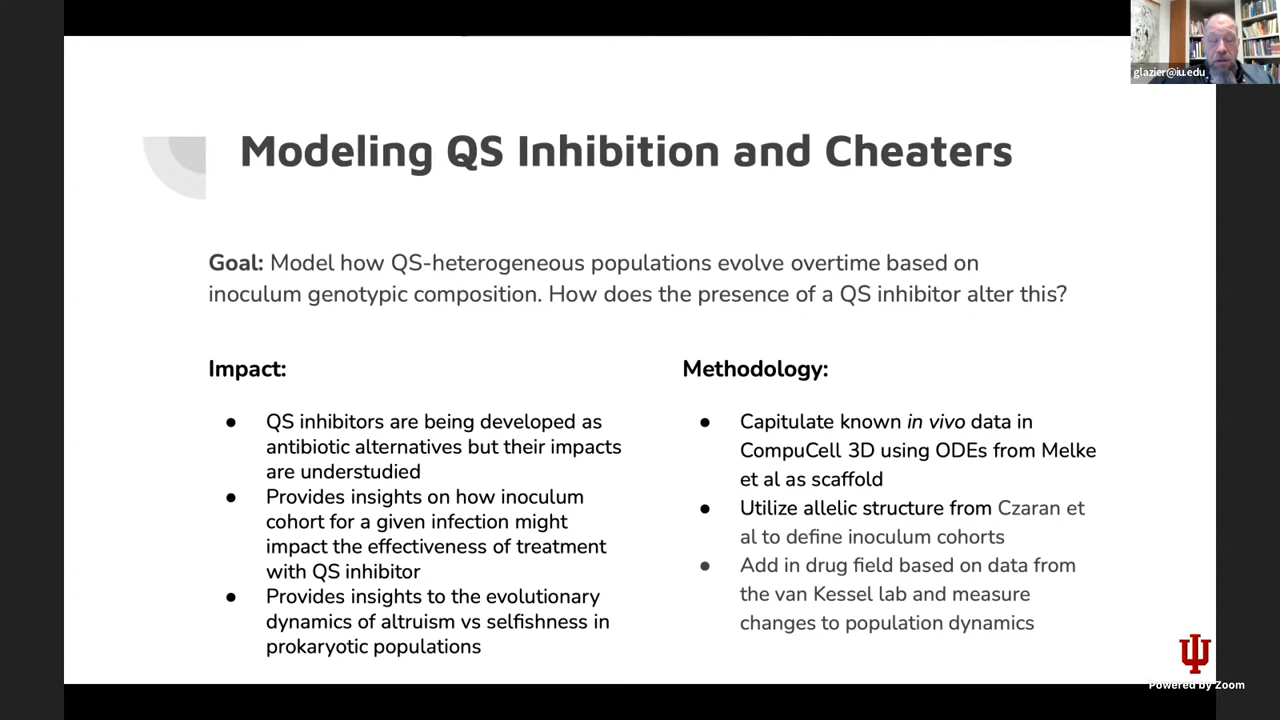 glazier@iu.edu
Modeling QS Inhibition and Cheaters
Goal: Model how QS-heterogeneous populations evolve overtime based on
inoculum genotypic composition. How does the presence of a QS inhibitor alter this?
Impact:
● QS inhibitors are being developed as
antibiotic alternatives but their impacts
are understudied
● Provides insights on how inoculum
cohort for a given infection might
impact the effectiveness of treatment
with QS inhibitor
● Provides insights to the evolutionary
dynamics of altruism vs selfishness in
prokaryotic populations
Methodology:
● Capitulate known in vivo data in
CompuCell 3D using ODEs from Melke
et al as scaffold
● Utilize allelic structure from Czaran et
al to define inoculum cohorts
● Add in drug field based on data from
the van Kessel lab and measure
changes to population dynamics
Powered by Zoom